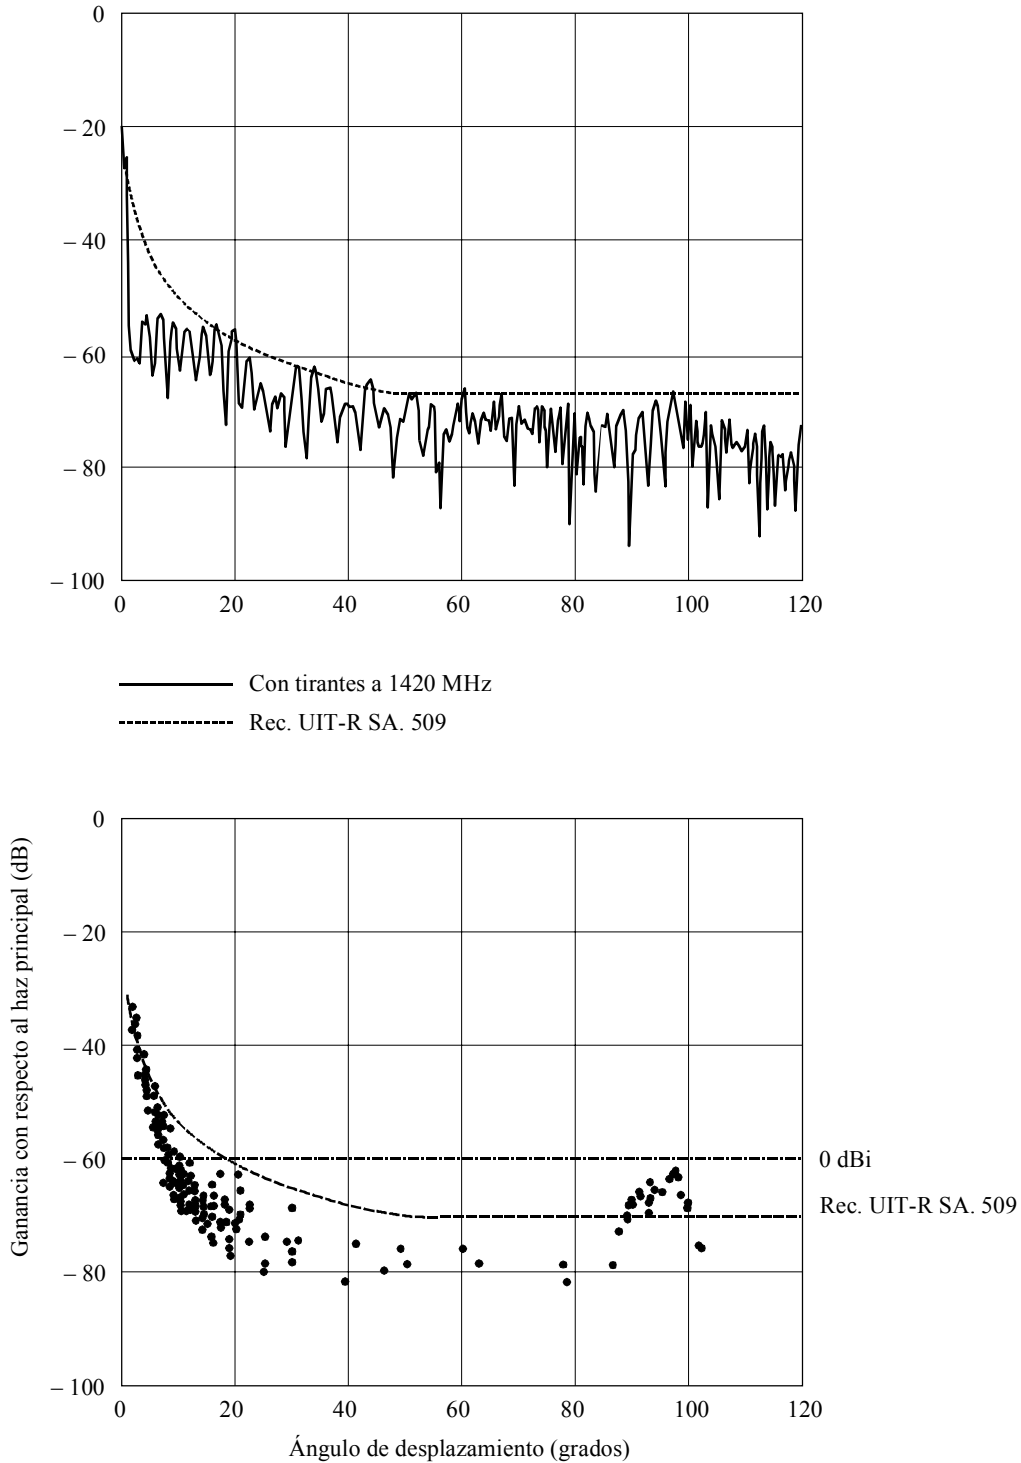 0
– 20
– 40
– 60
– 80
– 100
0 20 40 60 80 100 120
Con tirantes a 1420 MHz
Rec. UIT-R SA. 509
Ganancia con respecto al haz principal (dB)
0
– 20
– 40
– 60
– 80
– 100
0 dBi
Rec. UIT-R SA. 509
0 20 40 60 80 100 120
Ángulo de desplazamiento (grados)